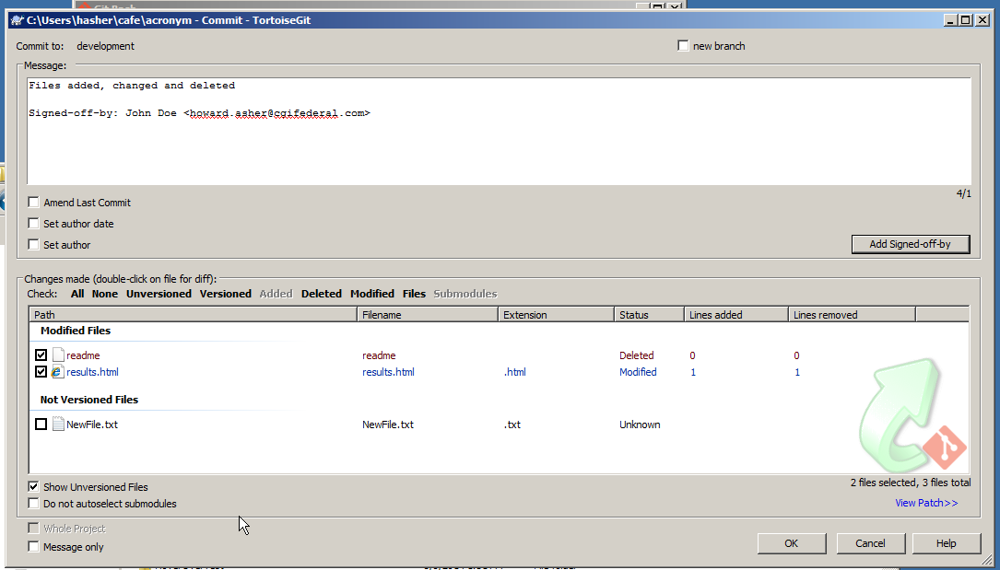 Git Bash
C:\Users\hasher\cafe\acronym - Commit - TortoiseGit
Commit to: development
new branch
Message:
Files added, changed and deleted
Signed-off-by: John Doe <howard.asher@cgifederal.com>
4/1
Amend Last Commit
Set author date
Set author
Add Signed-off-by
Changes made (double-click on file for diff):
Check: All None Unversioned Versioned Added Deleted Modified Files Submodules
Path Filename Extension Status Lines added Lines removed
Modified Files
readme readme Deleted 0 0
results.html results.html .html Modified 1 1
Not Versioned Files
NewFile.txt NewFile.txt .txt Unknown
Show Unversioned Files
2 files selected, 3 files total
Do not autoselect submodules
View Patch>>
Whole Project
Message only
OK Cancel Help